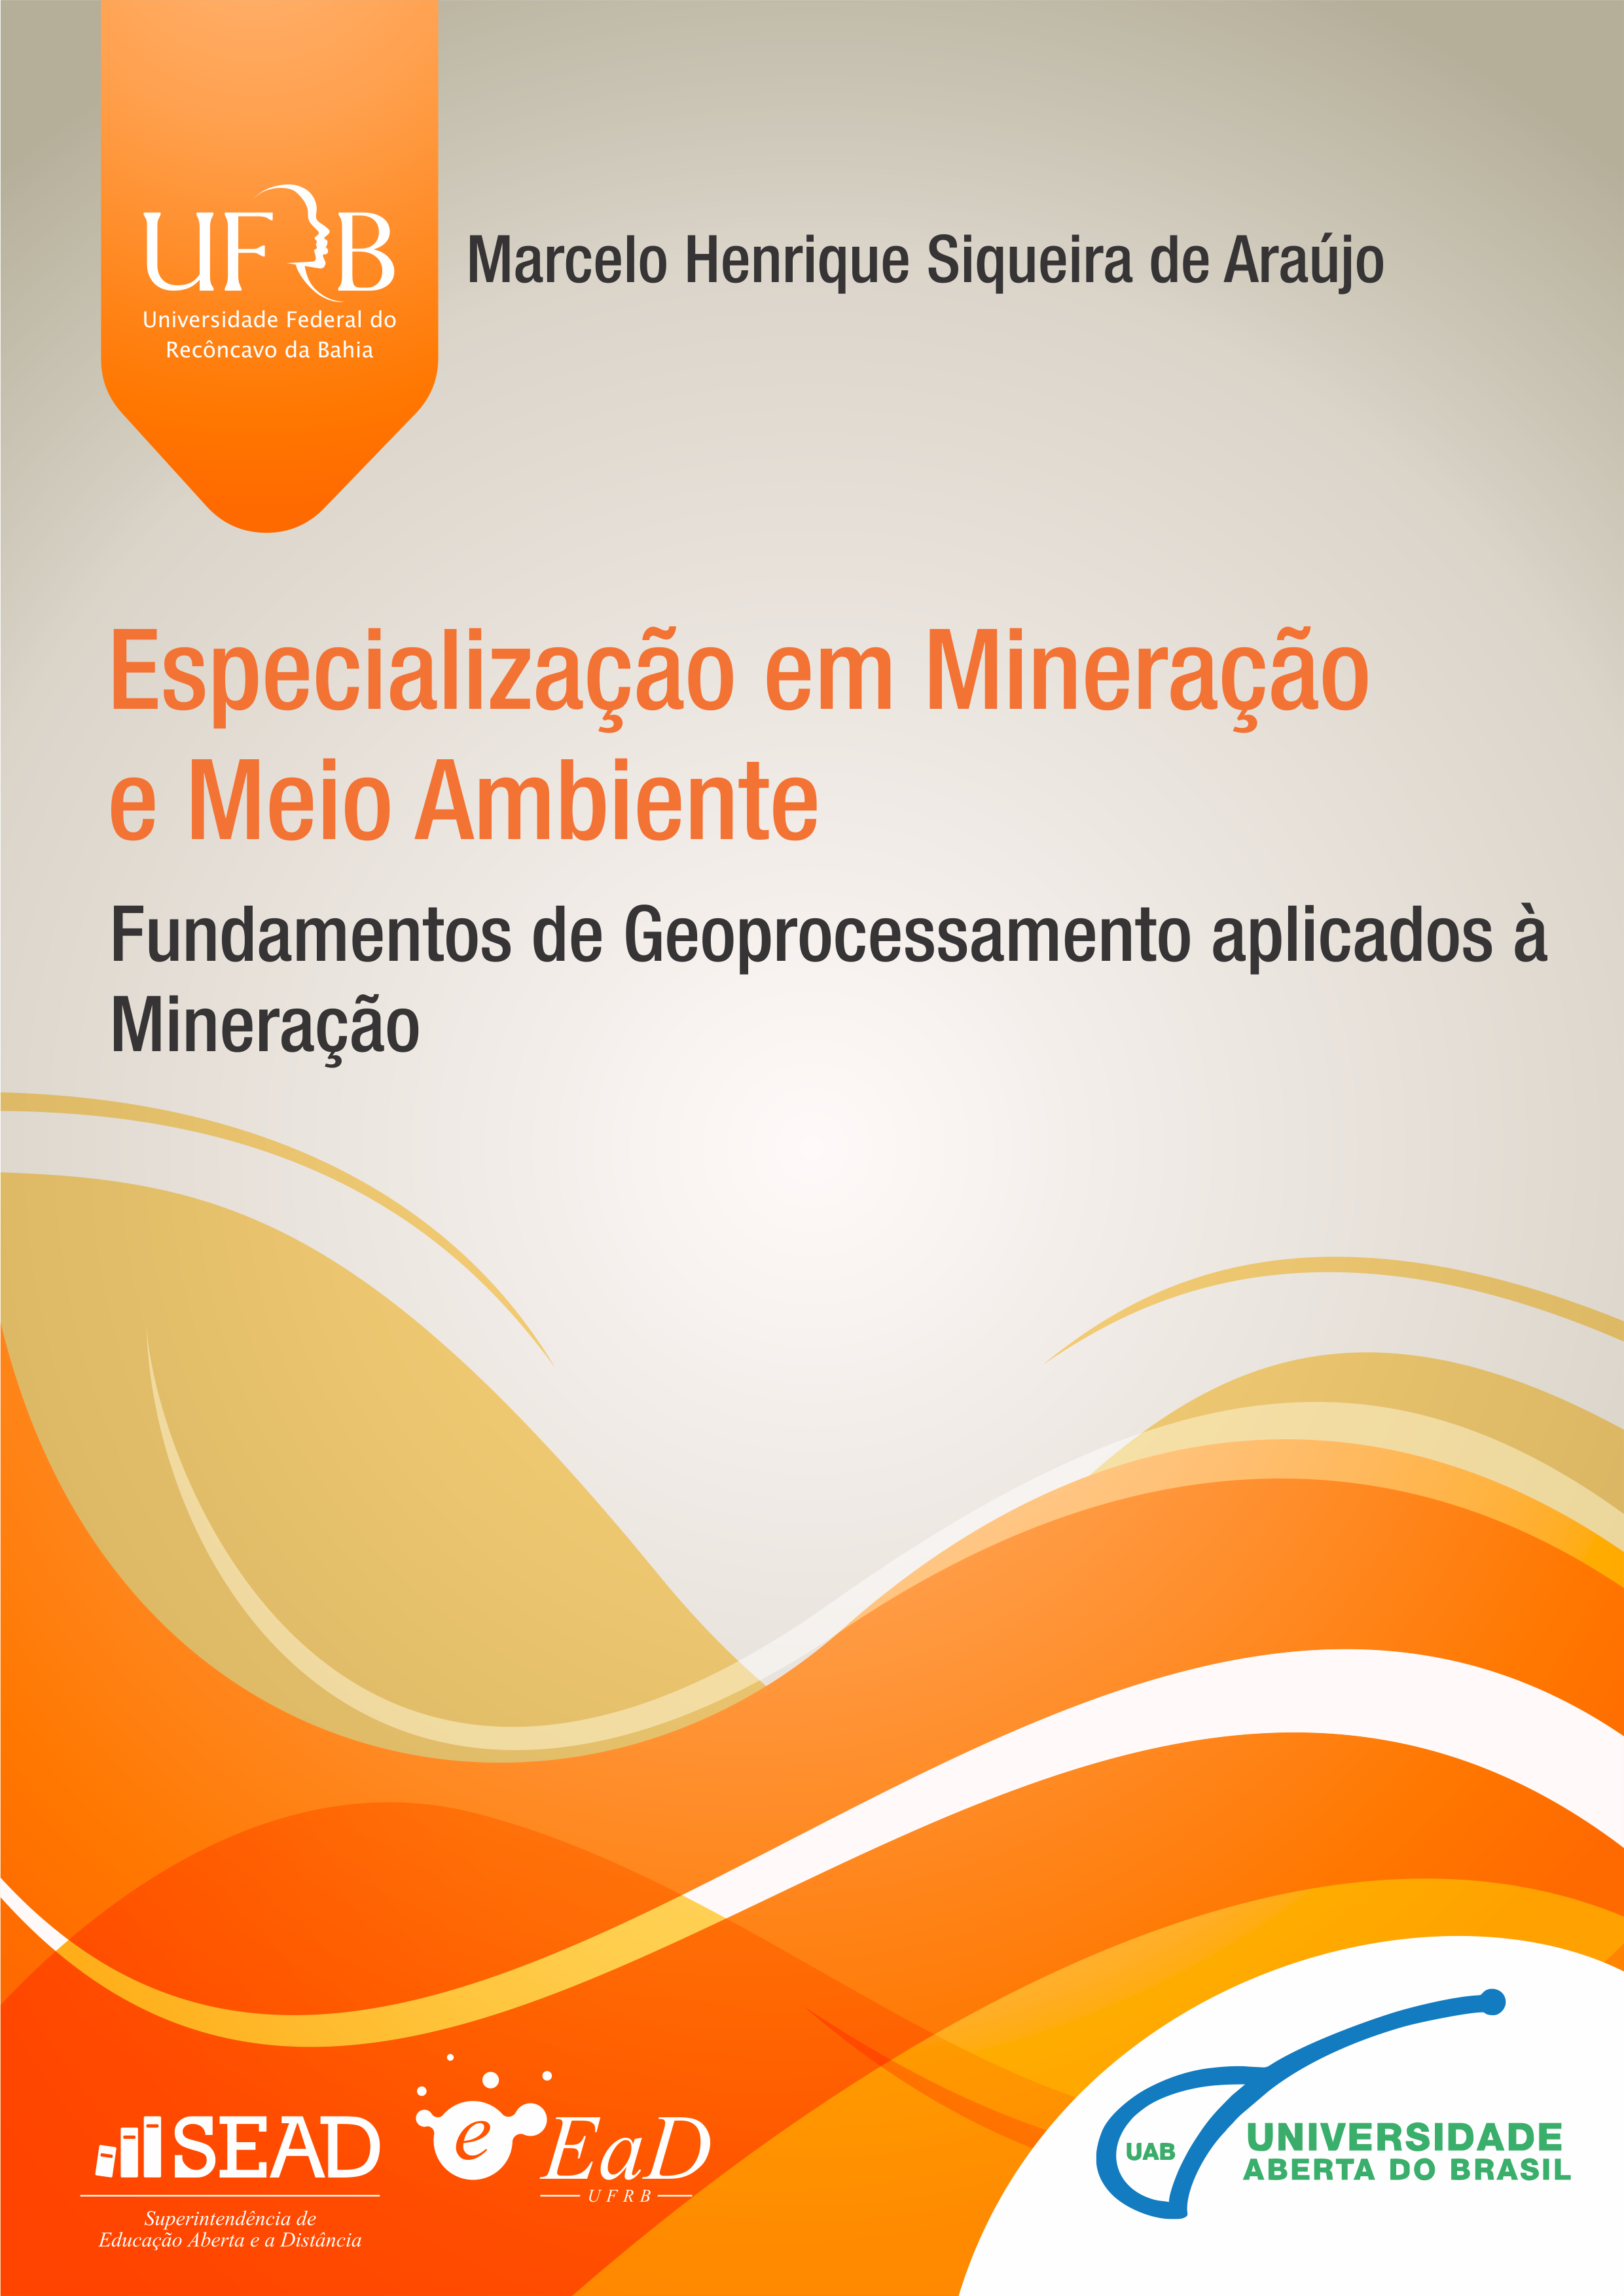 UFRB
Universidade Federal do
Recôncavo da Bahia
Marcelo Henrique Siqueira de Araújo
Especialização em Mineração
e Meio Ambiente
Fundamentos de Geoprocessamento aplicados à
Mineração
SEAD
Superintendência de
Educação Aberta e a Distância
e
EaD
UFRB
UAB
UNIVERSIDADE
ABERTA DO BRASIL